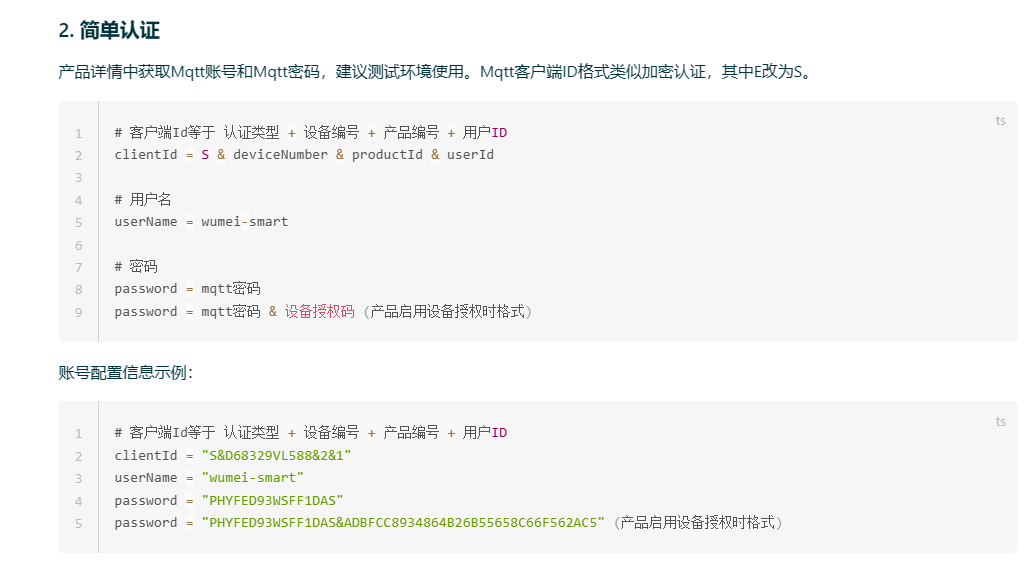 2. 简单认证
产品详情中获取Mqtt账号和Mqtt密码，建议测试环境使用。Mqtt客户端ID格式类似加密认证，其中E改为S。
ts
1 # 客户端Id等于 认证类型 + 设备编号 + 产品编号 + 用户ID
2 clientId = S & deviceNumber & productId & userId
3
4 # 用户名
5 userName = wumei-smart
6
7 # 密码
8 password = mqtt密码
9 password = mqtt密码 & 设备授权码 (产品启用设备授权时格式)
账号配置信息示例：
ts
1 # 客户端Id等于 认证类型 + 设备编号 + 产品编号 + 用户ID
2 clientId = "S&D68329VL588&2&1"
3 userName = "wumei-smart"
4 password = "PHYFED93WSFF1DAS"
5 password = "PHYFED93WSFF1DAS&ADBFCC8934864B26B55658C66F562AC5" (产品启用设备授权时格式)